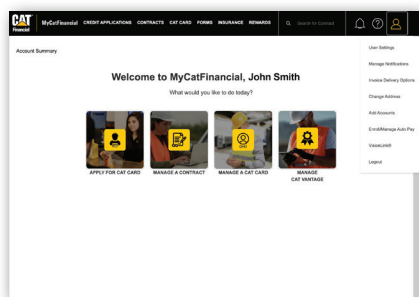 CAT
Financial
MyCatFinancial CREDIT APPLICATIONS CONTRACTS CAT CARD FORMS INSURANCE REWARDS Search for Contract
User Settings
Account Summary
Manage Notifications
Welcome to MyCatFinancial, John Smith
Invoice Delivery Options
What would you like to do today?
Change Address
Add Accounts
Enroll/Manage Auto Pay
VisionLink®
Logout
APPLY FOR CAT CARD MANAGE A CONTRACT MANAGE A CAT CARD MANAGE
CAT VANTAGE